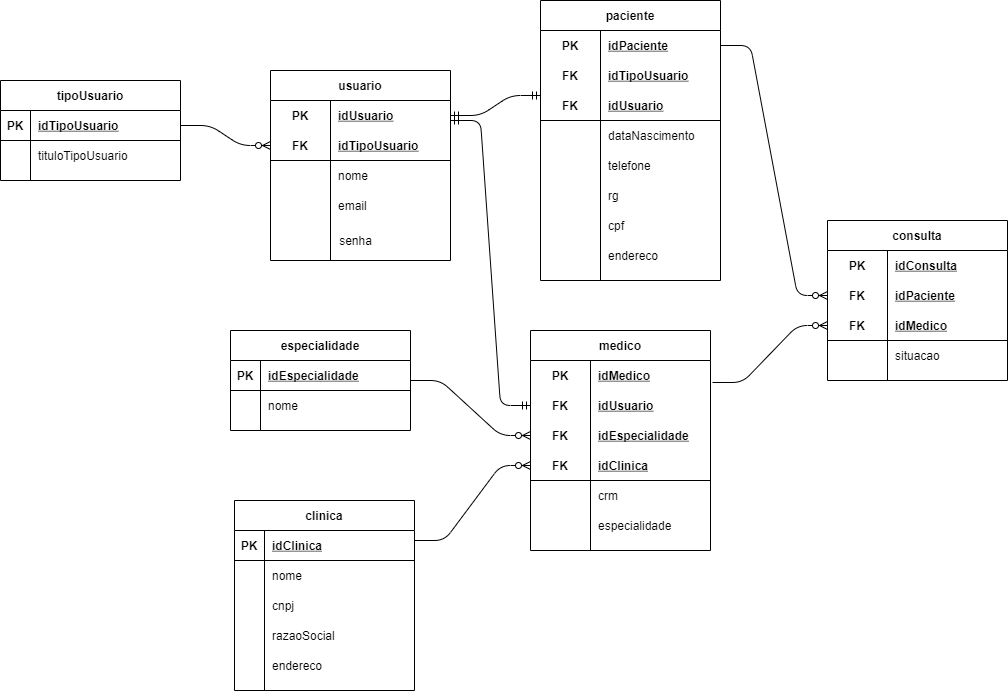 tipoUsuario
PK idTipoUsuario
tituloTipoUsuario
usuario
PK idUsuario
FK idTipoUsuario
nome
email
senha
paciente
PK idPaciente
FK idTipoUsuario
FK idUsuario
dataNascimento
telefone
rg
cpf
endereco
consulta
PK idConsulta
FK idPaciente
FK idMedico
situacao
especialidade
PK idEspecialidade
nome
medico
PK idMedico
FK idUsuario
FK idEspecialidade
FK idClinica
crm
especialidade
clinica
PK idClinica
nome
cnpj
razaoSocial
endereco